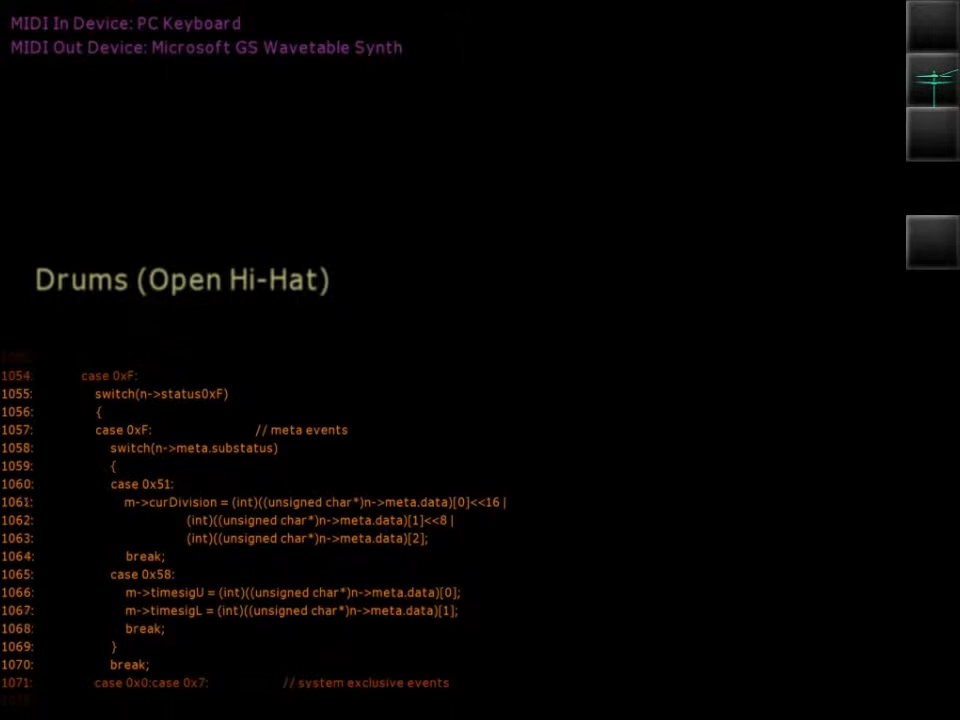 MIDI In Device: PC Keyboard
MIDI Out Device: Microsoft GS Wavetable Synth
Drums (Open Hi-Hat)
1054: case 0xF:
1055: switch(n->status0xF)
1056: {
1057: case 0xF: // meta events
1058: switch(n->meta.substatus)
1059: {
1060: case 0x51:
1061: m->curDivision = (int)((unsigned char*)n->meta.data)[0]<<16 |
1062: (int)((unsigned char*)n->meta.data)[1]<<8 |
1063: (int)((unsigned char*)n->meta.data)[2];
1064: break;
1065: case 0x58:
1066: m->timesigU = (int)((unsigned char*)n->meta.data)[0];
1067: m->timesigL = (int)((unsigned char*)n->meta.data)[1];
1068: break;
1069: }
1070: break;
1071: case 0x0:case 0x7: // system exclusive events